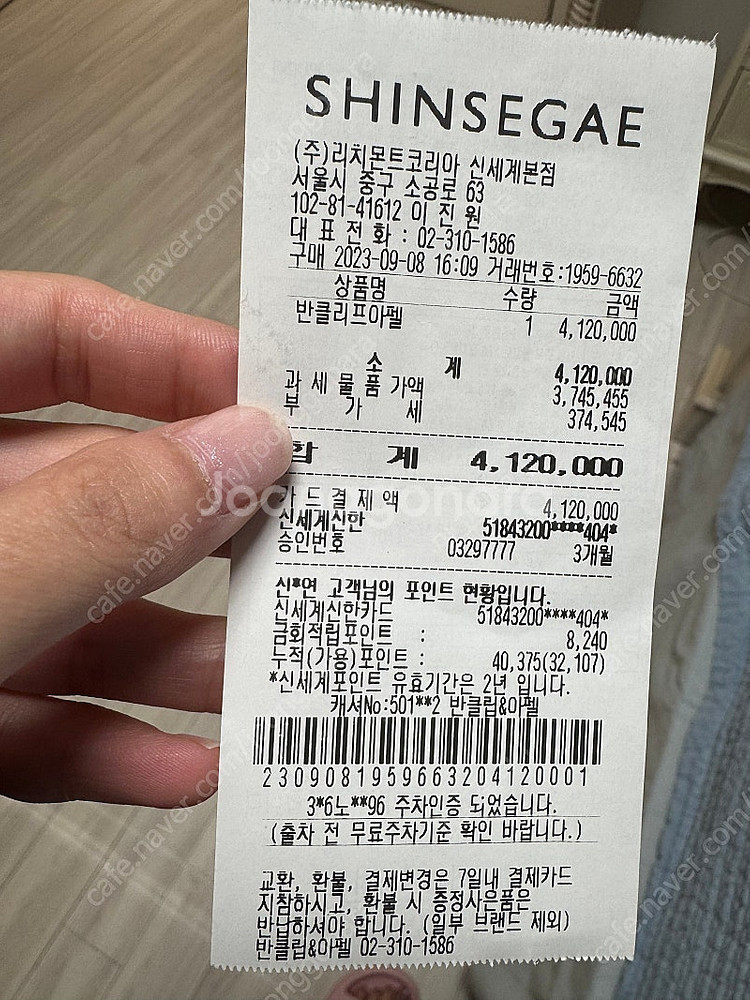 SHINSEGAE
(주)리치몬트코리아 신세계본점
서울시 중구 소공로 63
102-81-41612 이 진 원
대 표 전 화 : 02-310-1586
구매 2023-09-08 16:09 거래번호:1959-6632
상품명 수량 금액
반클리프아펠 1 4,120,000
소 계 4,120,000
과 세 물 품 가액 3,745,455
부 가 세 374,545
합 계 4,120,000
카 드 결 제 액 4,120,000
신세계신한 51843200****404*
승인번호 03297777 3개월
신*연 고객님의 포인트 현황입니다.
신세계신한카드 51843200****404*
금회적립포인트 : 8,240
누적(가용)포인트 : 40,375(32,107)
*신세계포인트 유효기간은 2년 입니다.
캐셔No:501**2 반클립&아펠
2309081959663204120001
3*6노**96 주차인증 되었습니다.
(출차 전 무료주차기준 확인 바랍니다.)
교환, 환불, 결제변경은 7일내 결제카드
지참하시고, 환불 시 증정사은품은
반납하셔야 합니다. (일부 브랜드 제외)
반클립&아펠 02-310-1586
Joonggonara
cafe.naver.com/joonggonara